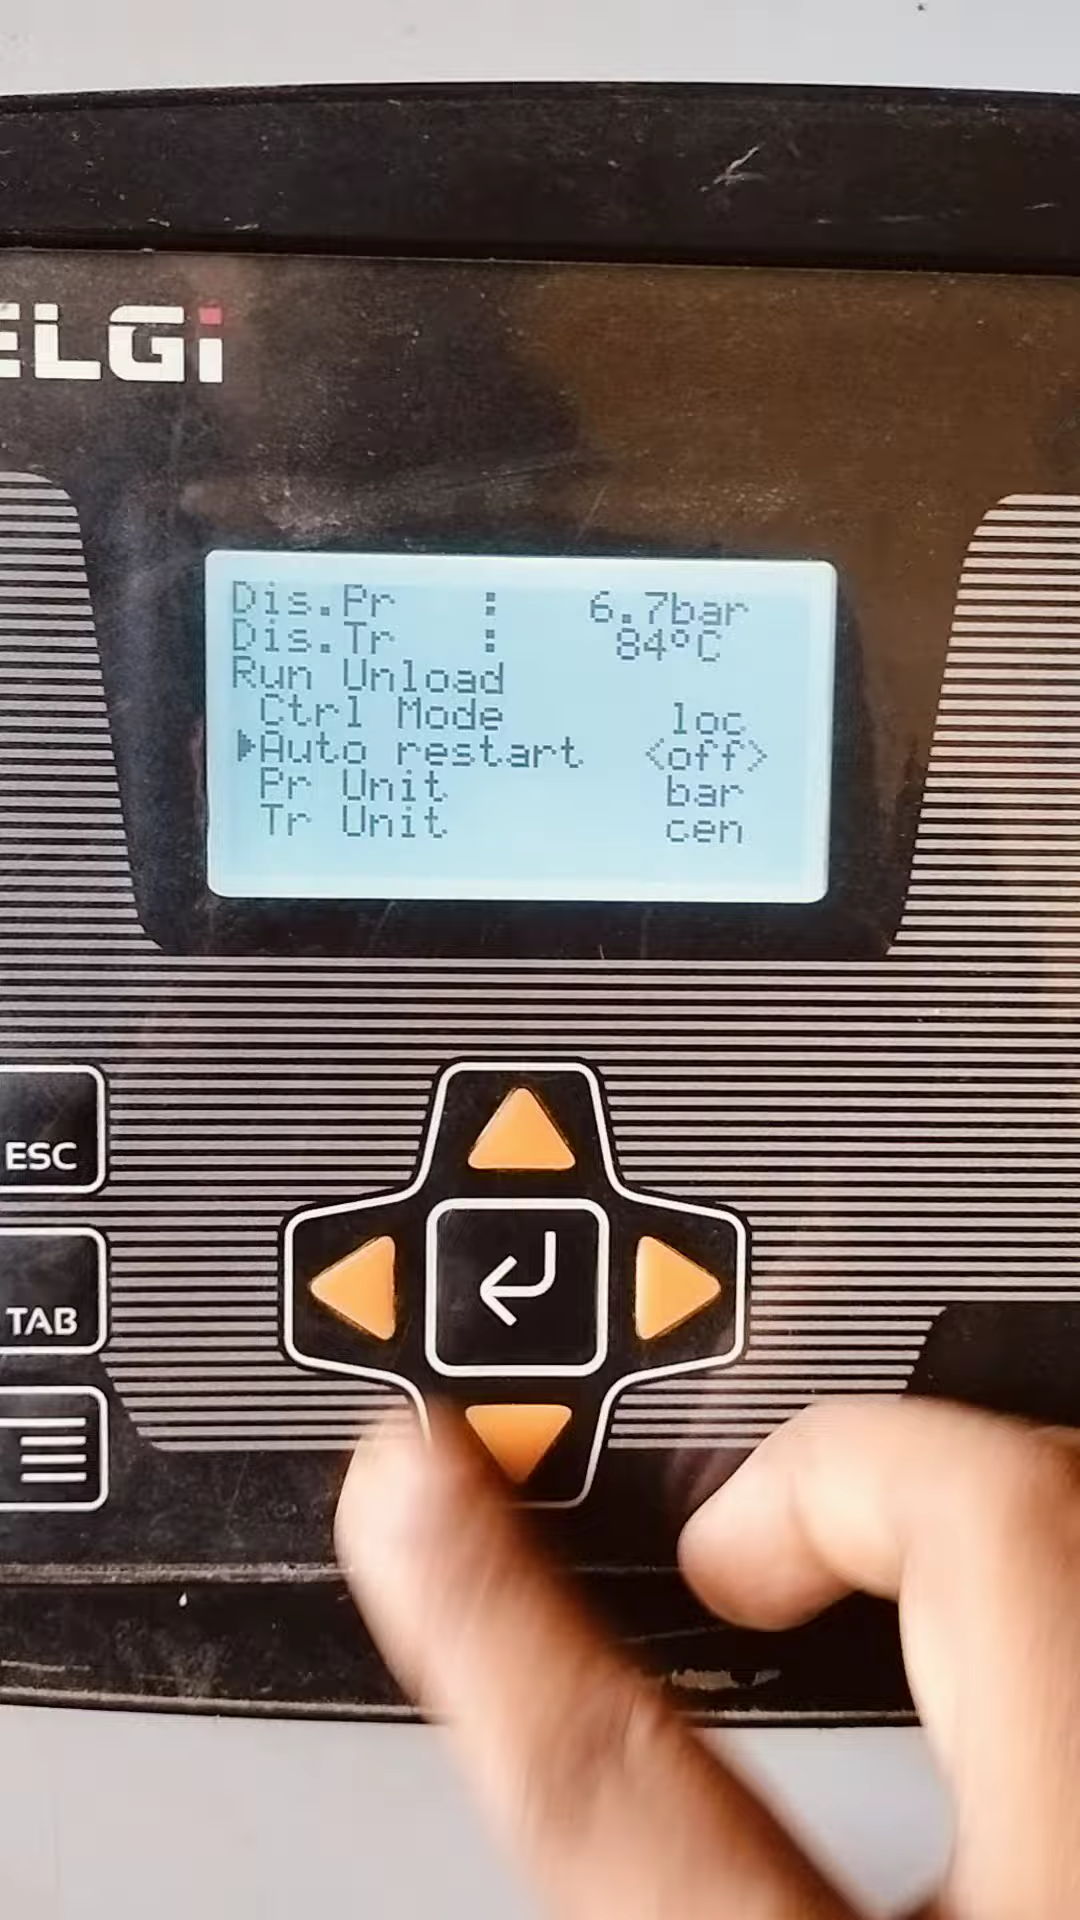 ELGi
Dis.Pr : 6.7bar
Dis.Tr : 84°C
Run Unload
Ctrl Mode loc
▶Auto restart <off>
Pr Unit bar
Tr Unit cen
ESC
TAB